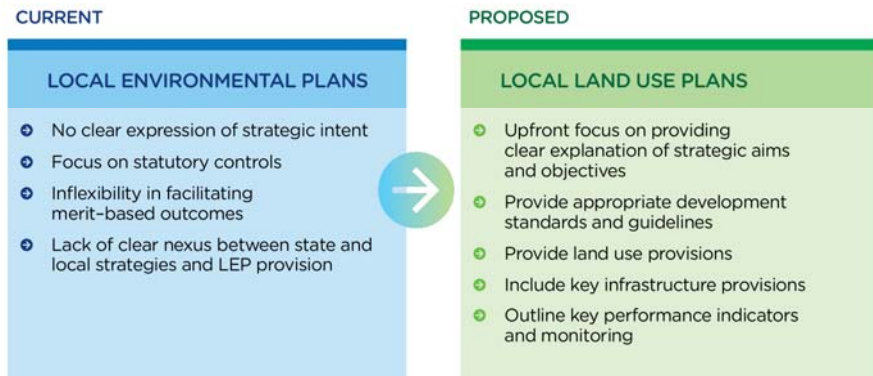 CURRENT
LOCAL ENVIRONMENTAL PLANS
No clear expression of strategic intent
Focus on statutory controls
Inflexibility in facilitating
merit–based outcomes
Lack of clear nexus between state and
local strategies and LEP provision
PROPOSED
LOCAL LAND USE PLANS
Upfront focus on providing
clear explanation of strategic aims
and objectives
Provide appropriate development
standards and guidelines
Provide land use provisions
Include key infrastructure provisions
Outline key performance indicators
and monitoring